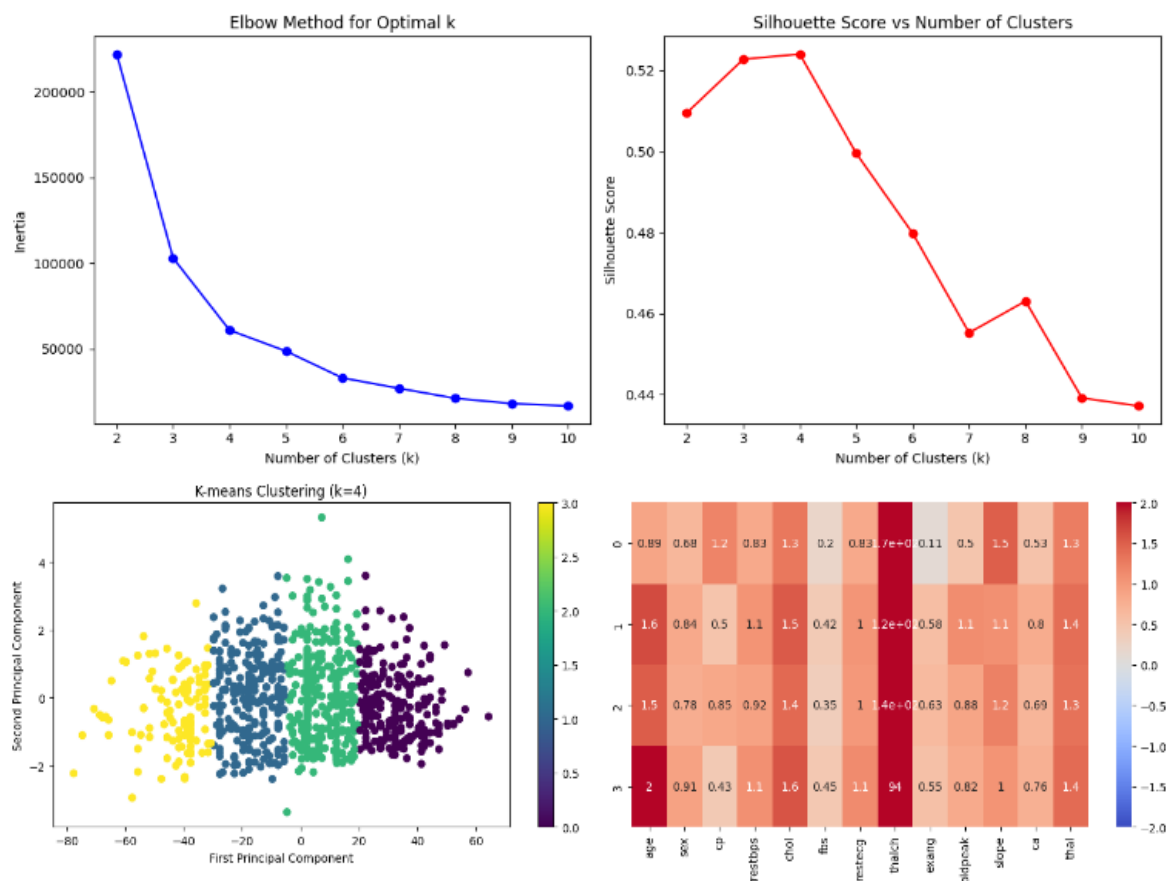 Elbow Method for Optimal k
200000
150000
100000
50000
Inertia
2 3 4 5 6 7 8 9 10
Number of Clusters (k)
Silhouette Score vs Number of Clusters
0.52
0.50
0.48
0.46
0.44
Silhouette Score
2 3 4 5 6 7 8 9 10
Number of Clusters (k)
K-means Clustering (k=4)
4
2
0
−2
Second Principal Component
−80 −60 −40 −20 0 20 40 60
First Principal Component
3.0
2.5
2.0
1.5
1.0
0.5
0.0
0 0.89 0.68 1.2 0.83 1.3 0.2 0.83 1.7e+0 0.11 0.5 1.5 0.53 1.3
1 1.6 0.84 0.5 1.1 1.5 0.42 1 1.2e+0 0.58 1.1 1.1 0.8 1.4
2 1.5 0.78 0.85 0.92 1.4 0.35 1 1.4e+0 0.63 0.88 1.2 0.69 1.3
3 2 0.91 0.43 1.1 1.6 0.45 1.1 94 0.55 0.82 1 0.76 1.4
age sex cp restbps chol fbs restecg thalch exang oldpeak slope ca thal
2.0
1.5
1.0
0.5
0.0
−0.5
−1.0
−1.5
−2.0